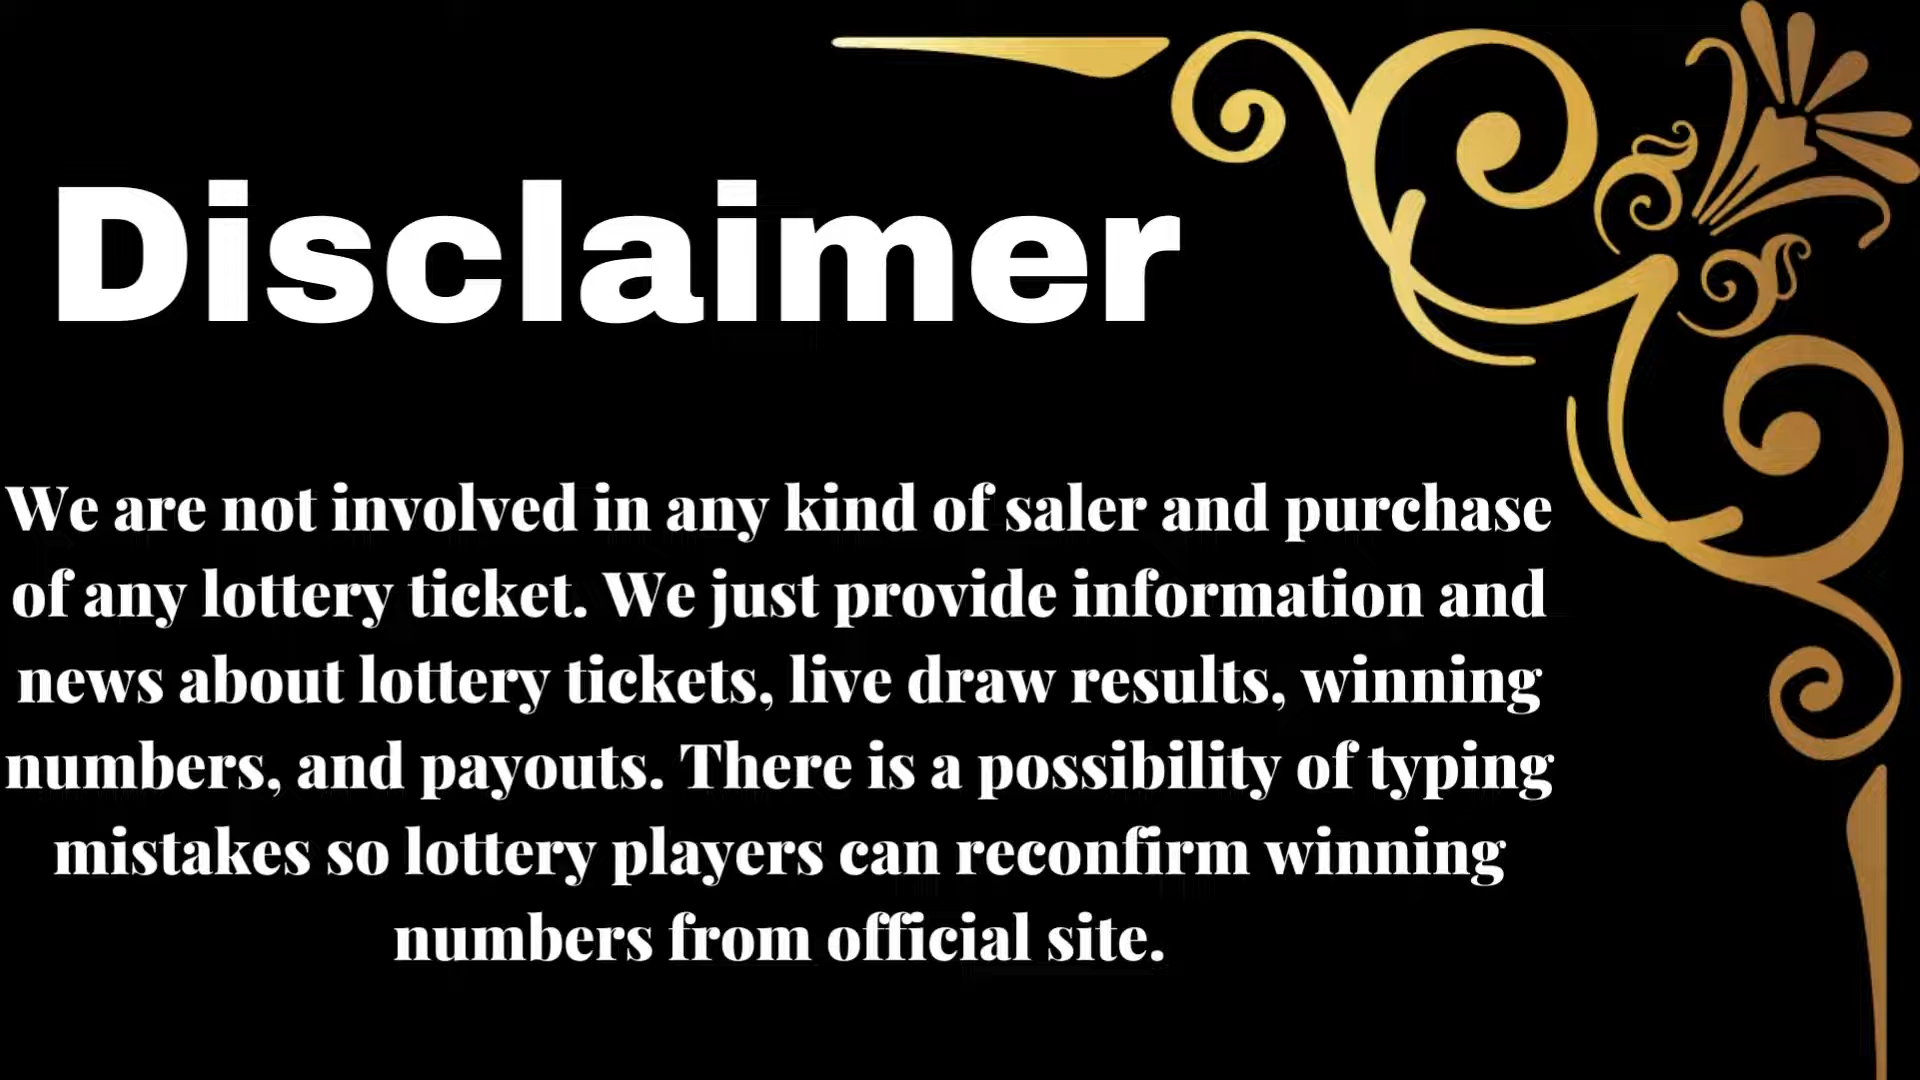 Disclaimer
We are not involved in any kind of saler and purchase
of any lottery ticket. We just provide information and
news about lottery tickets, live draw results, winning
numbers, and payouts. There is a possibility of typing
mistakes so lottery players can reconfirm winning
numbers from official site.